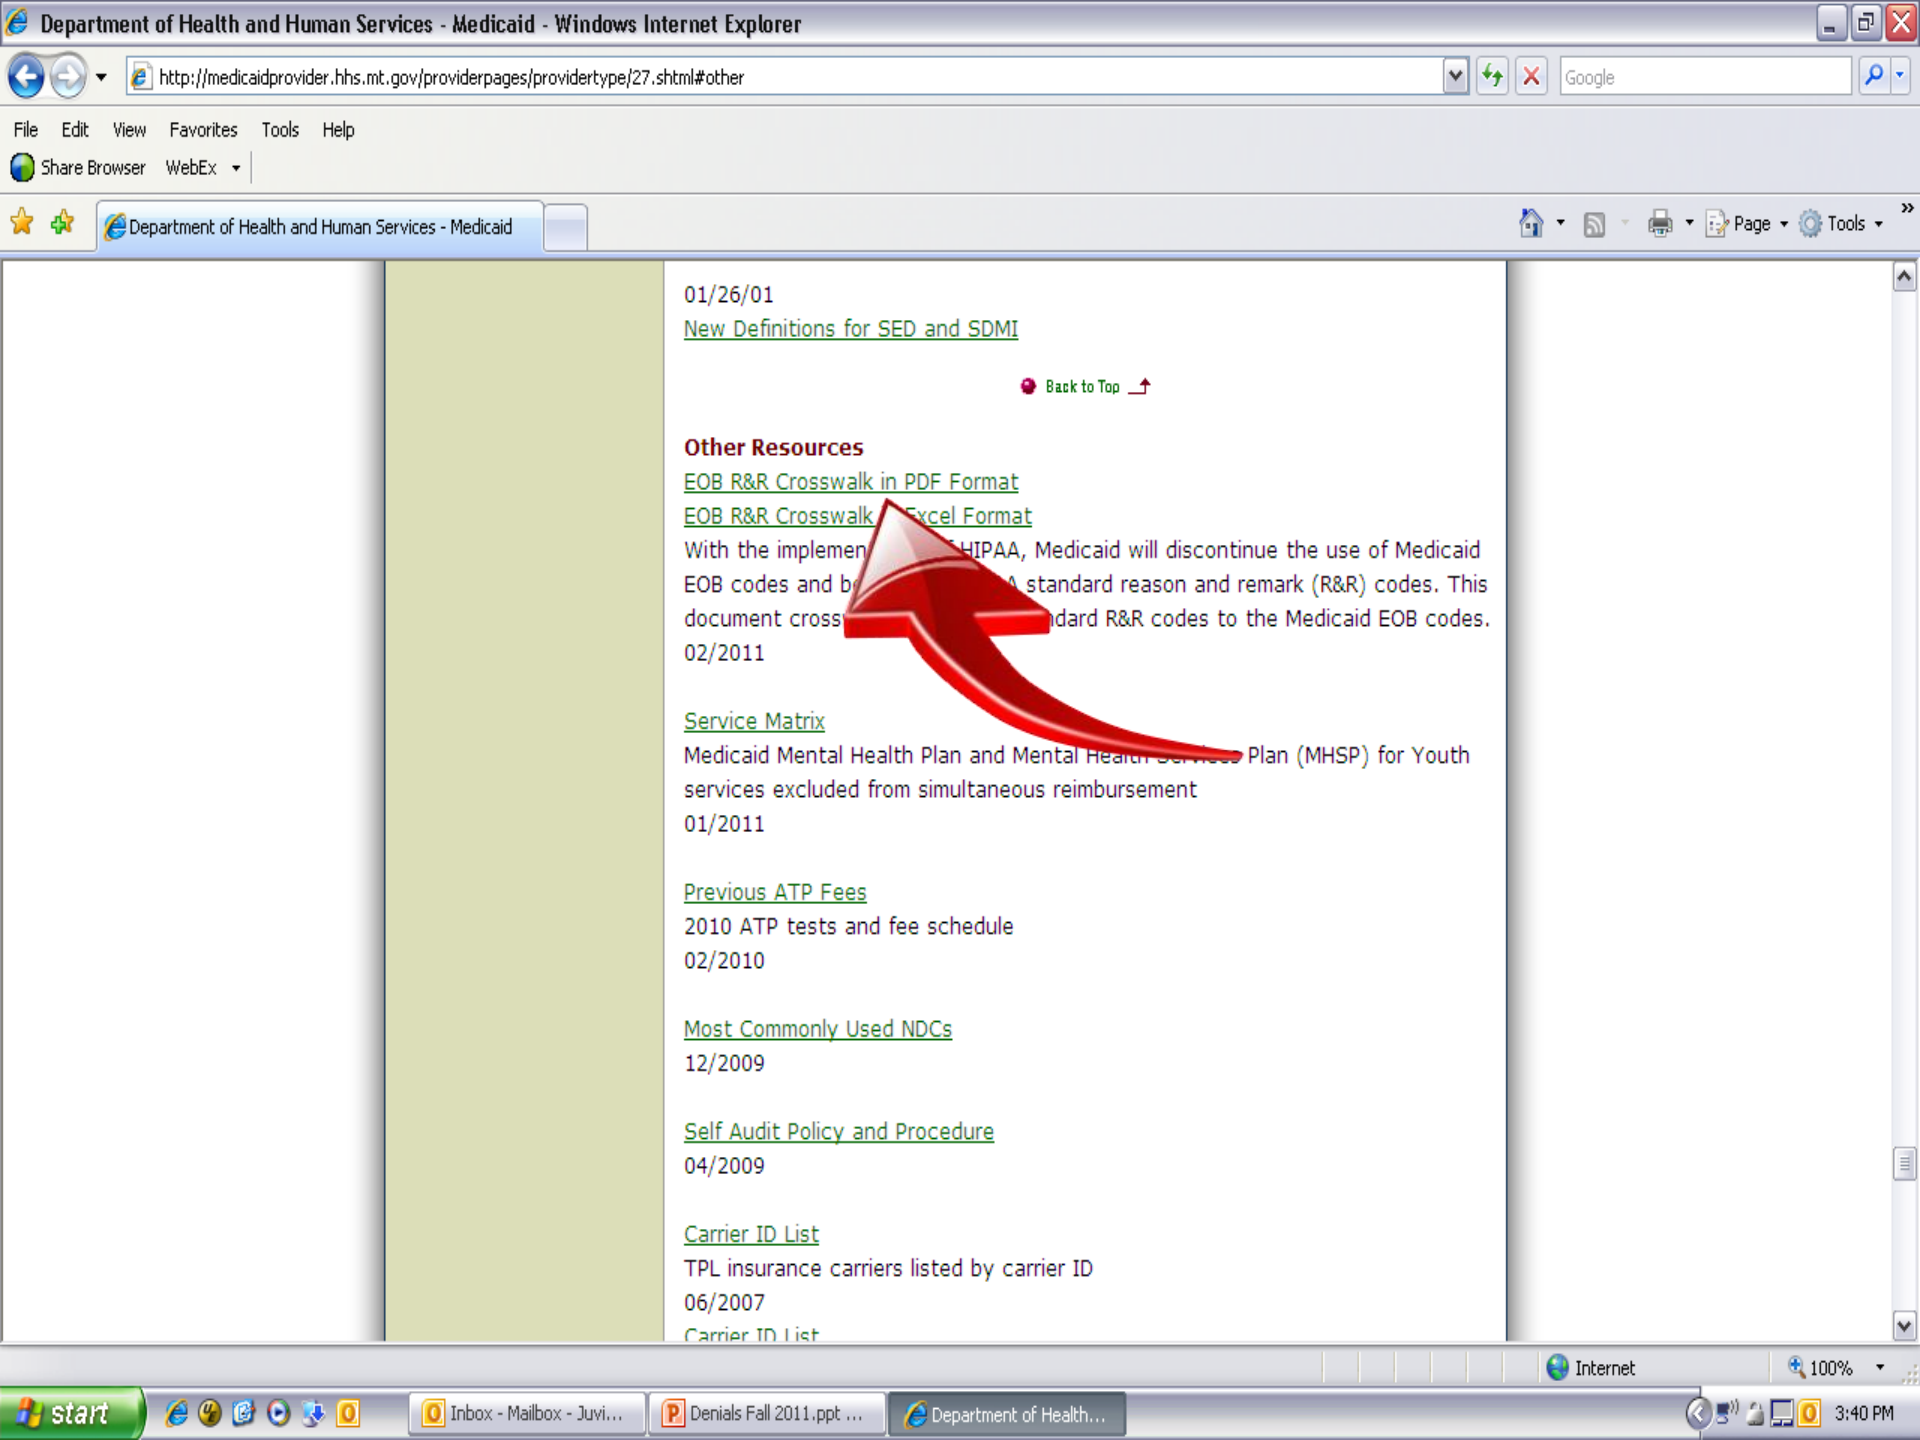 Department of Health and Human Services - Medicaid - Windows Internet Explorer
http://medicaidprovider.hhs.mt.gov/providerpages/providertype/27.shtml#other
Google
File Edit View Favorites Tools Help
Share Browser WebEx
Department of Health and Human Services - Medicaid
Page Tools »
01/26/01
New Definitions for SED and SDMI
Back to Top
Other Resources
EOB R&R Crosswalk in PDF Format
EOB R&R Crosswalk Excel Format
With the implemen HIPAA, Medicaid will discontinue the use of Medicaid
EOB codes and standard reason and remark (R&R) codes. This
document cross ndard R&R codes to the Medicaid EOB codes.
02/2011
Service Matrix
Medicaid Mental Health Plan and Mental Health Services Plan (MHSP) for Youth
services excluded from simultaneous reimbursement
01/2011
Previous ATP Fees
2010 ATP tests and fee schedule
02/2010
Most Commonly Used NDCs
12/2009
Self Audit Policy and Procedure
04/2009
Carrier ID List
TPL insurance carriers listed by carrier ID
06/2007
Carrier ID List
Internet 100%
start Inbox - Mailbox - Juvi... Denials Fall 2011.ppt ... Department of Health... 3:40 PM